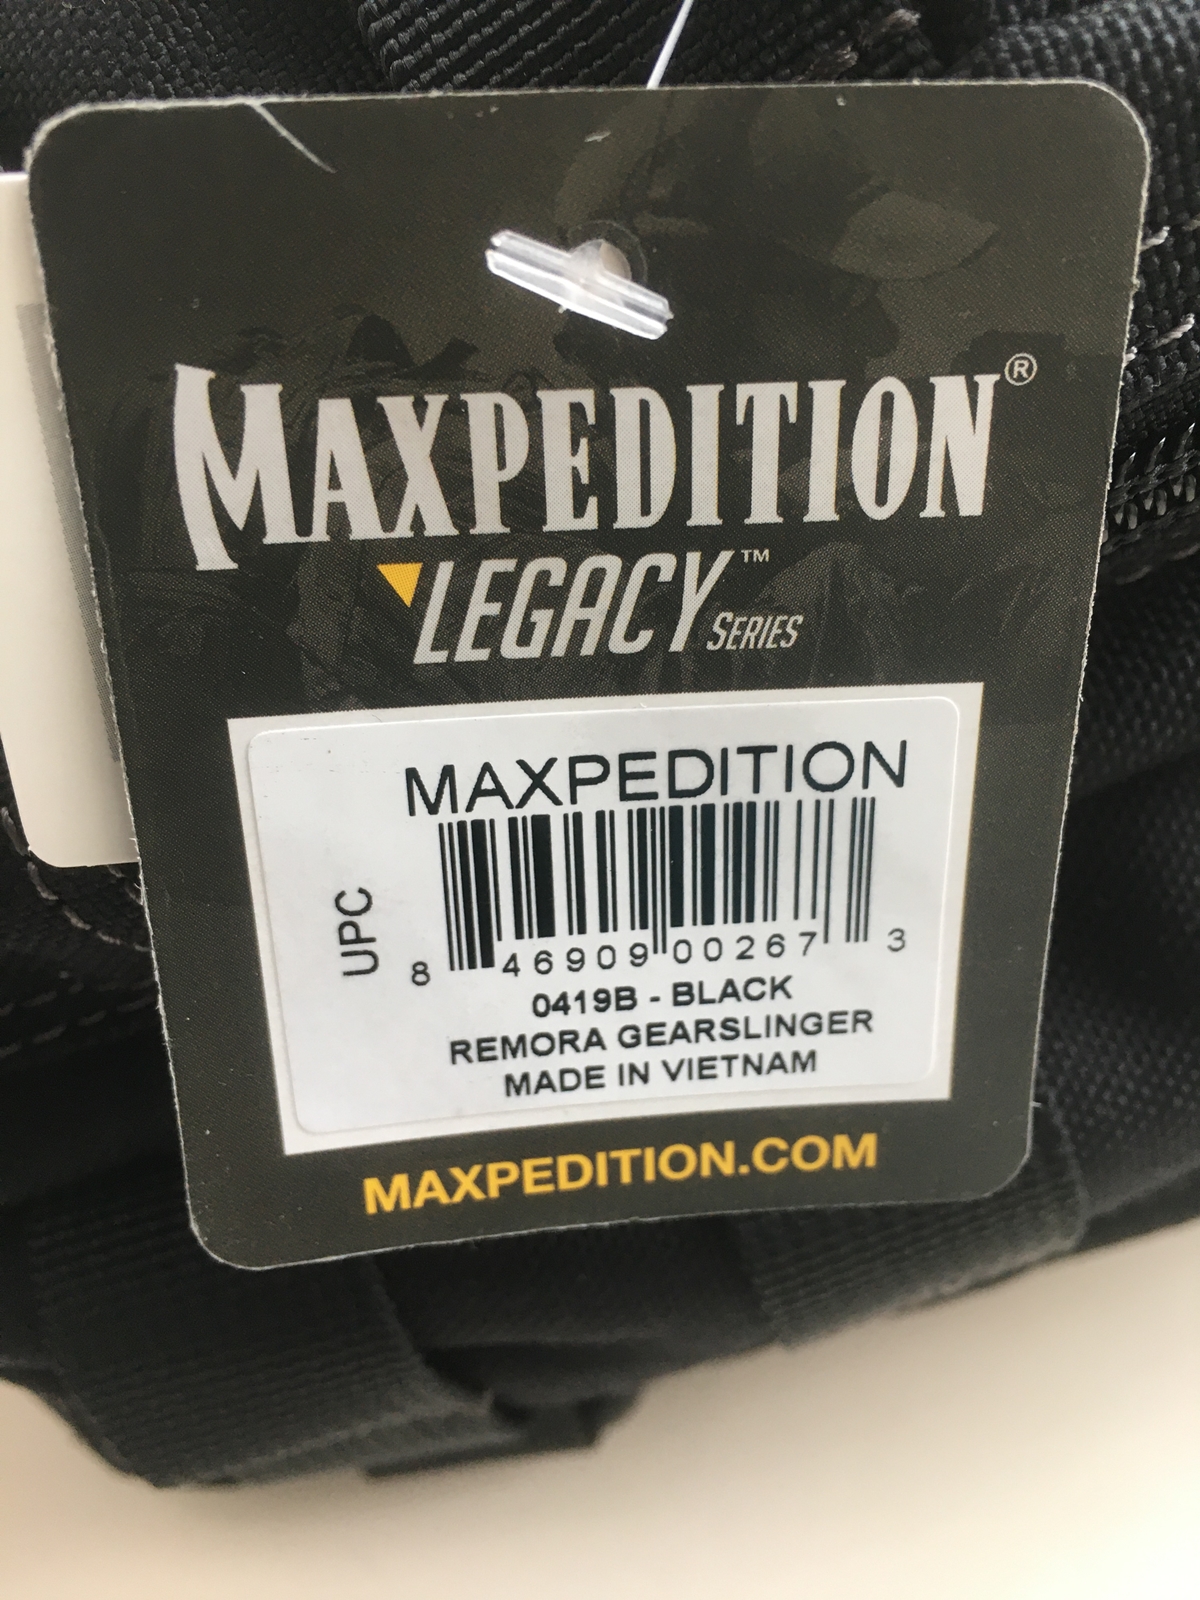 MAXPEDITION®
LEGACY™ SERIES
MAXPEDITION
UPC
8 46909 00267 3
0419B - BLACK
REMORA GEARSLINGER
MADE IN VIETNAM
MAXPEDITION.COM